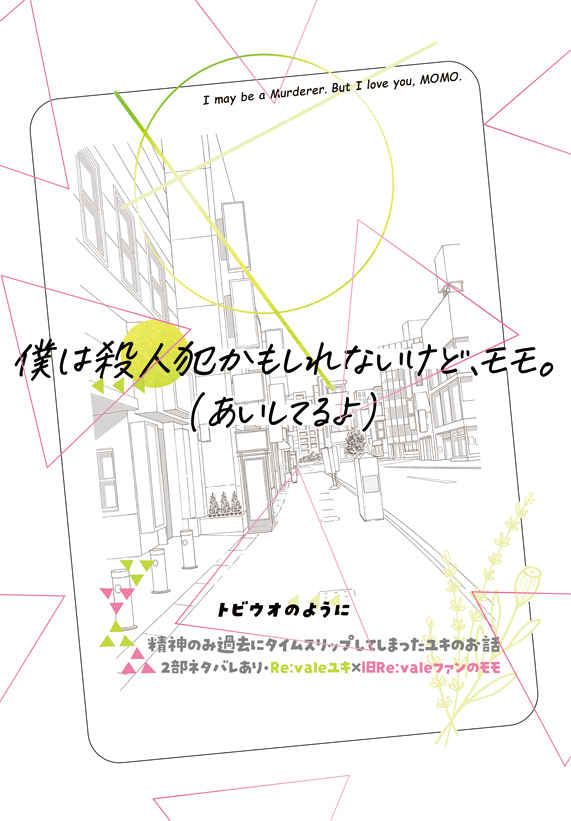 I may be a Murderer. But I love you, MOMO.
僕は殺人犯かもしれないけど、モモ。
(あいしてるよ)
トビウオのように
精神のみ過去にタイムスリップしてしまったユキのお話
2部ネタバレあり・Re:valeユキ×旧Re:valeファンのモモ